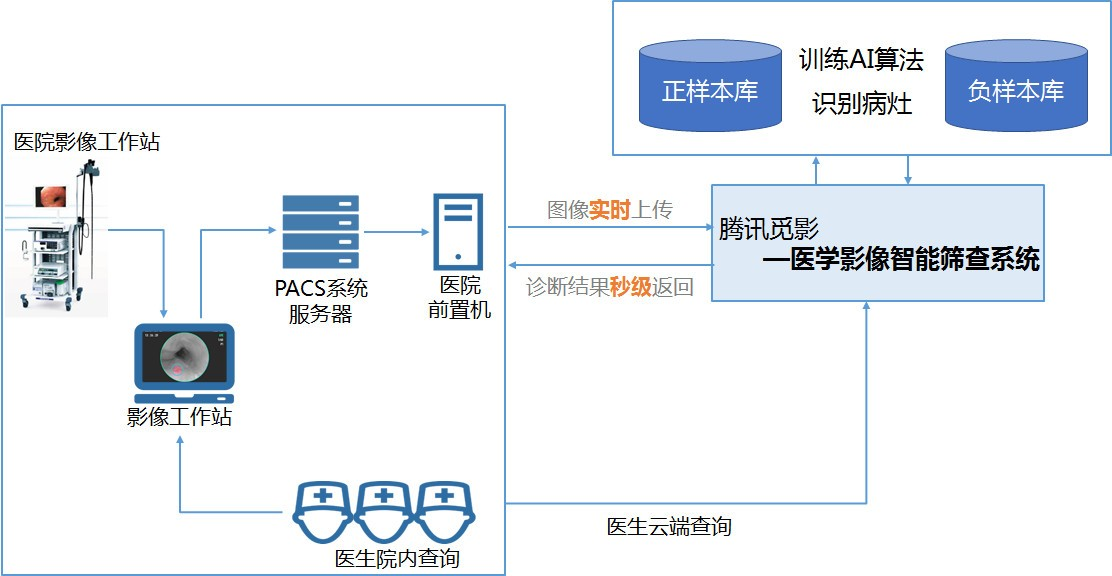 正样本库
训练AI算法
识别病灶
负样本库
医院影像工作站
PACS系统
服务器
医院
前置机
图像实时上传
诊断结果秒级返回
腾讯觅影
—医学影像智能筛查系统
影像工作站
医生院内查询
医生云端查询